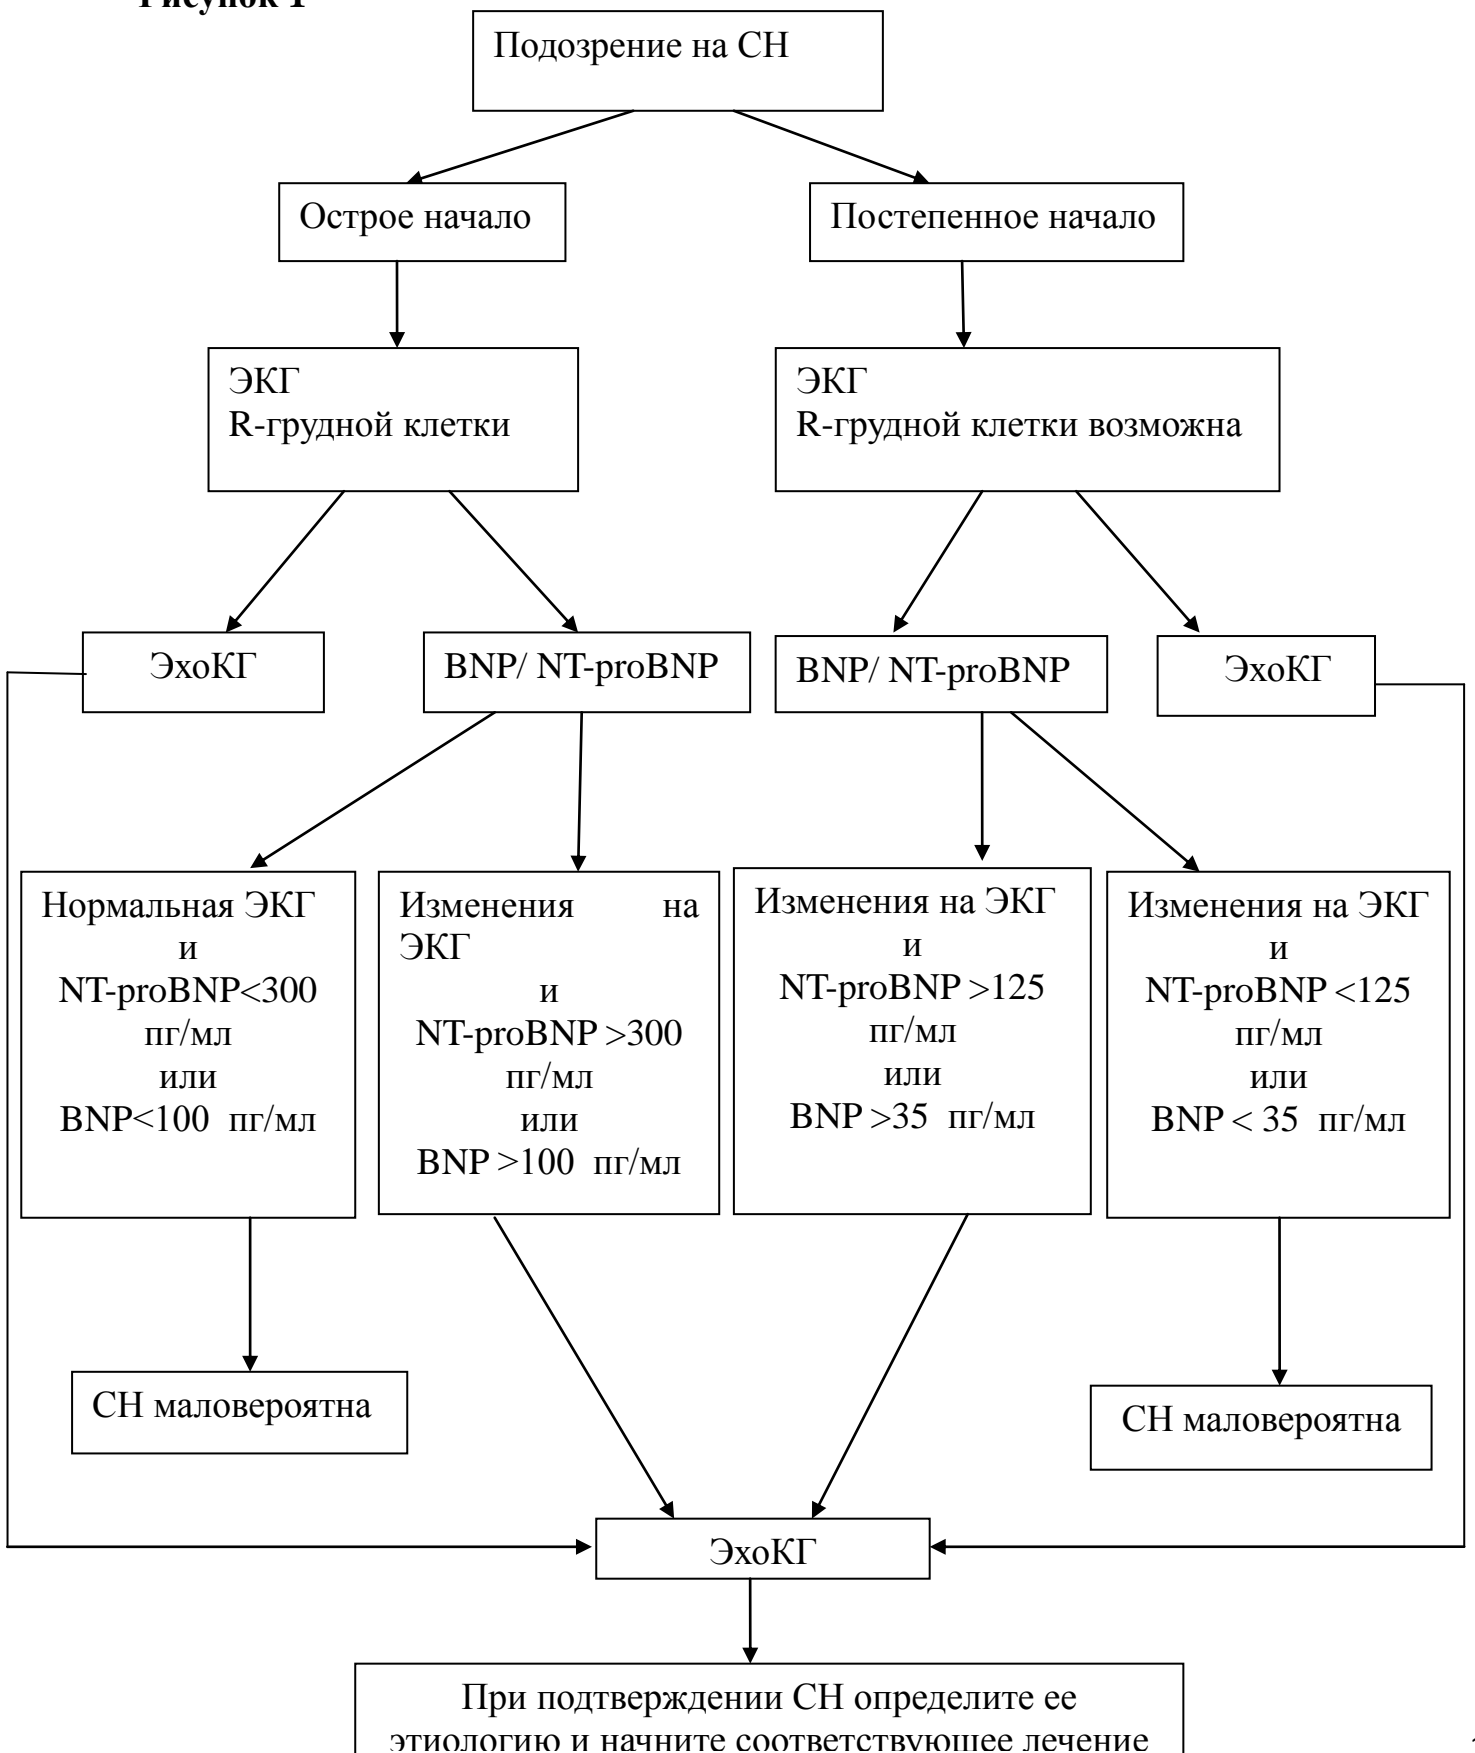 Рисунок 1
Подозрение на СН
Острое начало
Постепенное начало
ЭКГ
R-грудной клетки
ЭКГ
R-грудной клетки возможна
ЭхоКГ
BNP/ NT-proBNP
BNP/ NT-proBNP
ЭхоКГ
Нормальная ЭКГ
и
NT-proBNP<300
пг/мл
или
BNP<100 пг/мл
Изменения на
ЭКГ
и
NT-proBNP >300
пг/мл
или
BNP >100 пг/мл
Изменения на ЭКГ
и
NT-proBNP >125
пг/мл
или
BNP >35 пг/мл
Изменения на ЭКГ
и
NT-proBNP <125
пг/мл
или
BNP < 35 пг/мл
СН маловероятна
СН маловероятна
ЭхоКГ
При подтверждении СН определите ее
этиологию и начните соответствующее лечение